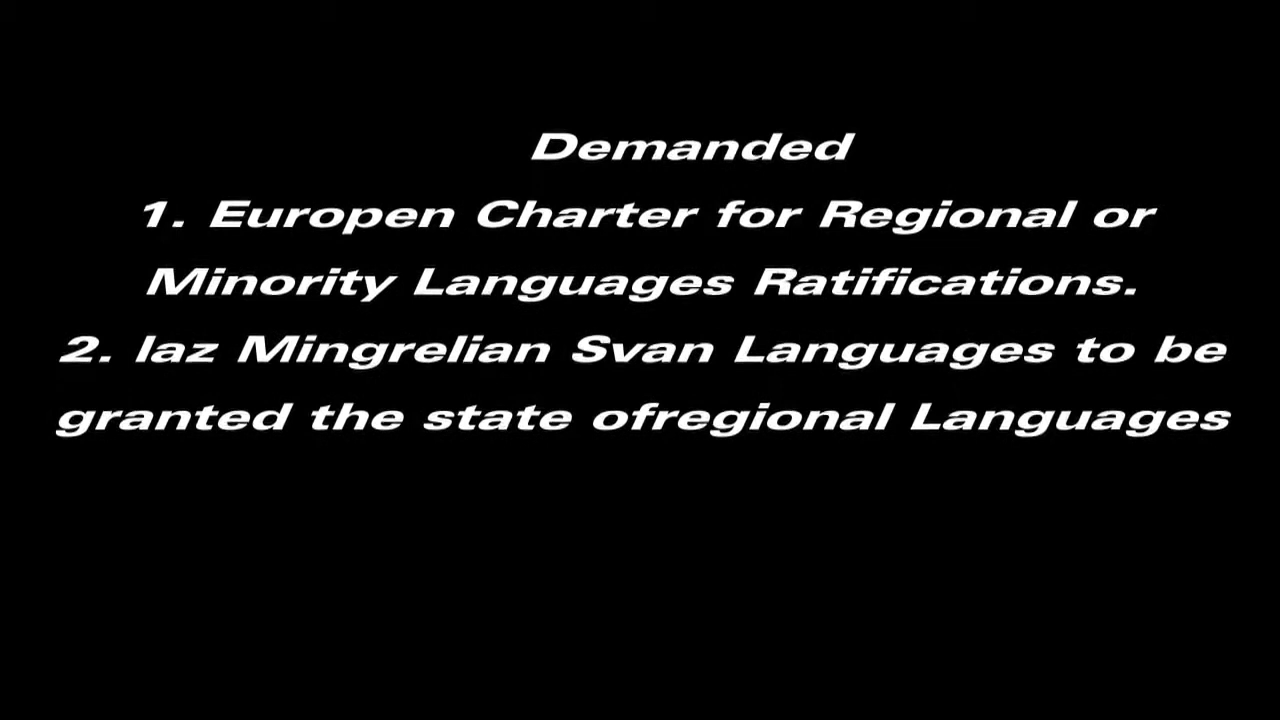 Demanded
1. Europen Charter for Regional or
Minority Languages Ratifications.
2. laz Mingrelian Svan Languages to be
granted the state ofregional Languages